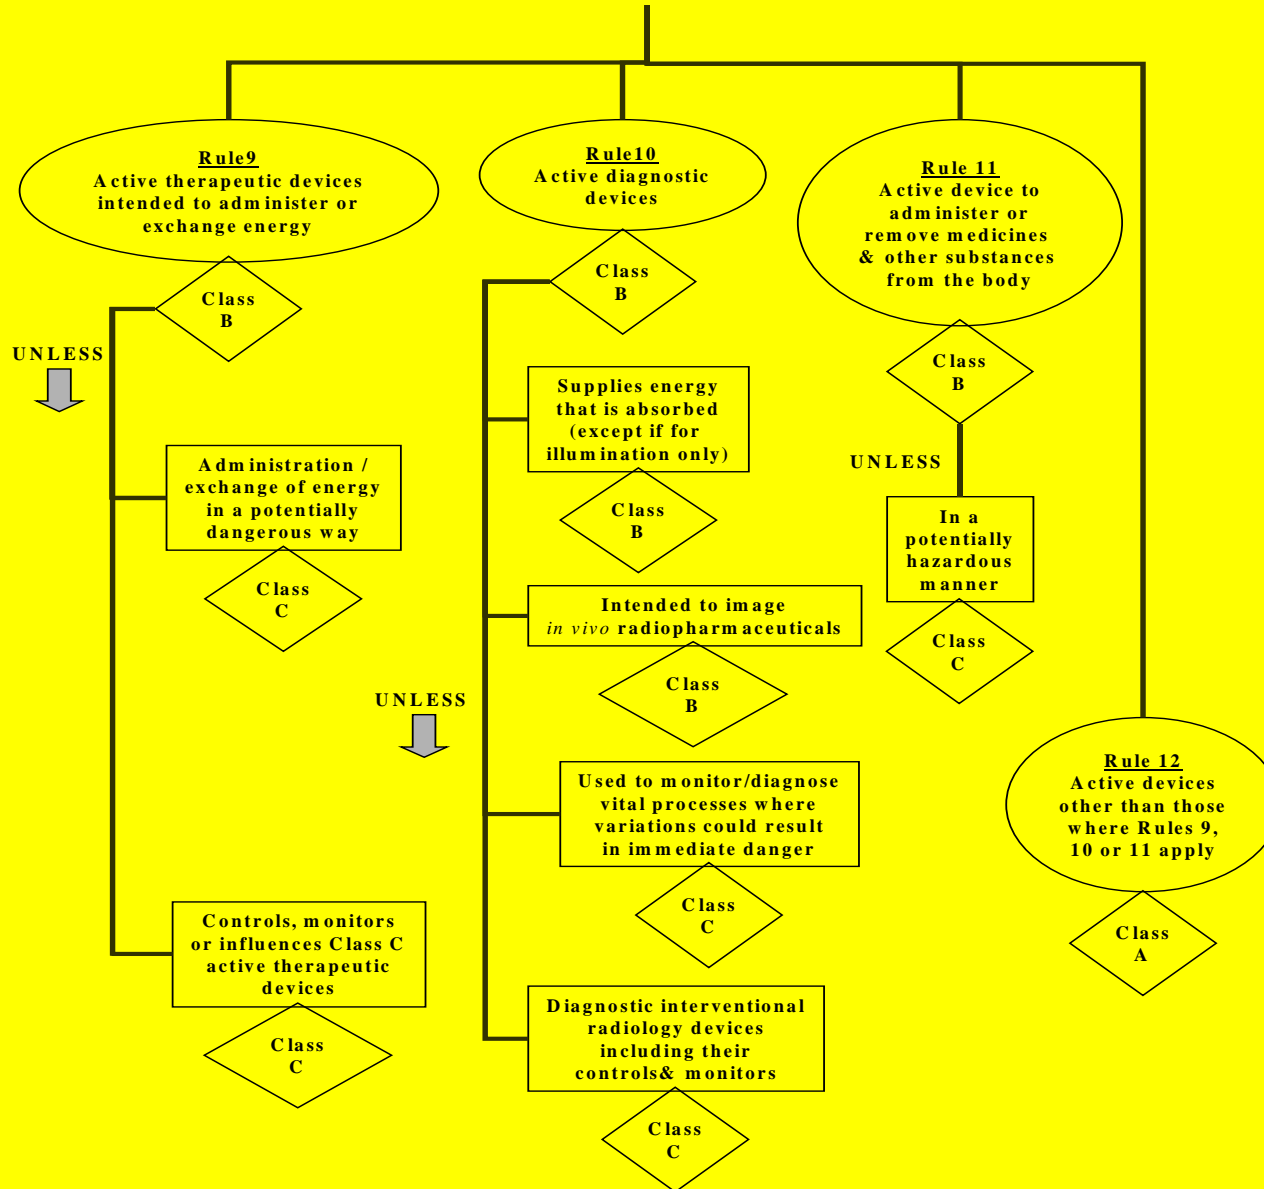 Rule9
Active therapeutic devices
intended to administer or
exchange energy
Class
B
UNLESS
Administration /
exchange of energy
in a potentially
dangerous way
Class
C
Controls, monitors
or influences Class C
active therapeutic
devices
Class
C
Rule10
Active diagnostic
devices
Class
B
Supplies energy
that is absorbed
(except if for
illumination only)
Class
B
Intended to image
in vivo radiopharmaceuticals
Class
B
UNLESS
Used to monitor/diagnose
vital processes where
variations could result
in immediate danger
Class
C
Diagnostic interventional
radiology devices
including their
controls& monitors
Class
C
Rule 11
Active device to
administer or
remove medicines
& other substances
from the body
Class
B
UNLESS
In a
potentially
hazardous
manner
Class
C
Rule 12
Active devices
other than those
where Rules 9,
10 or 11 apply
Class
A